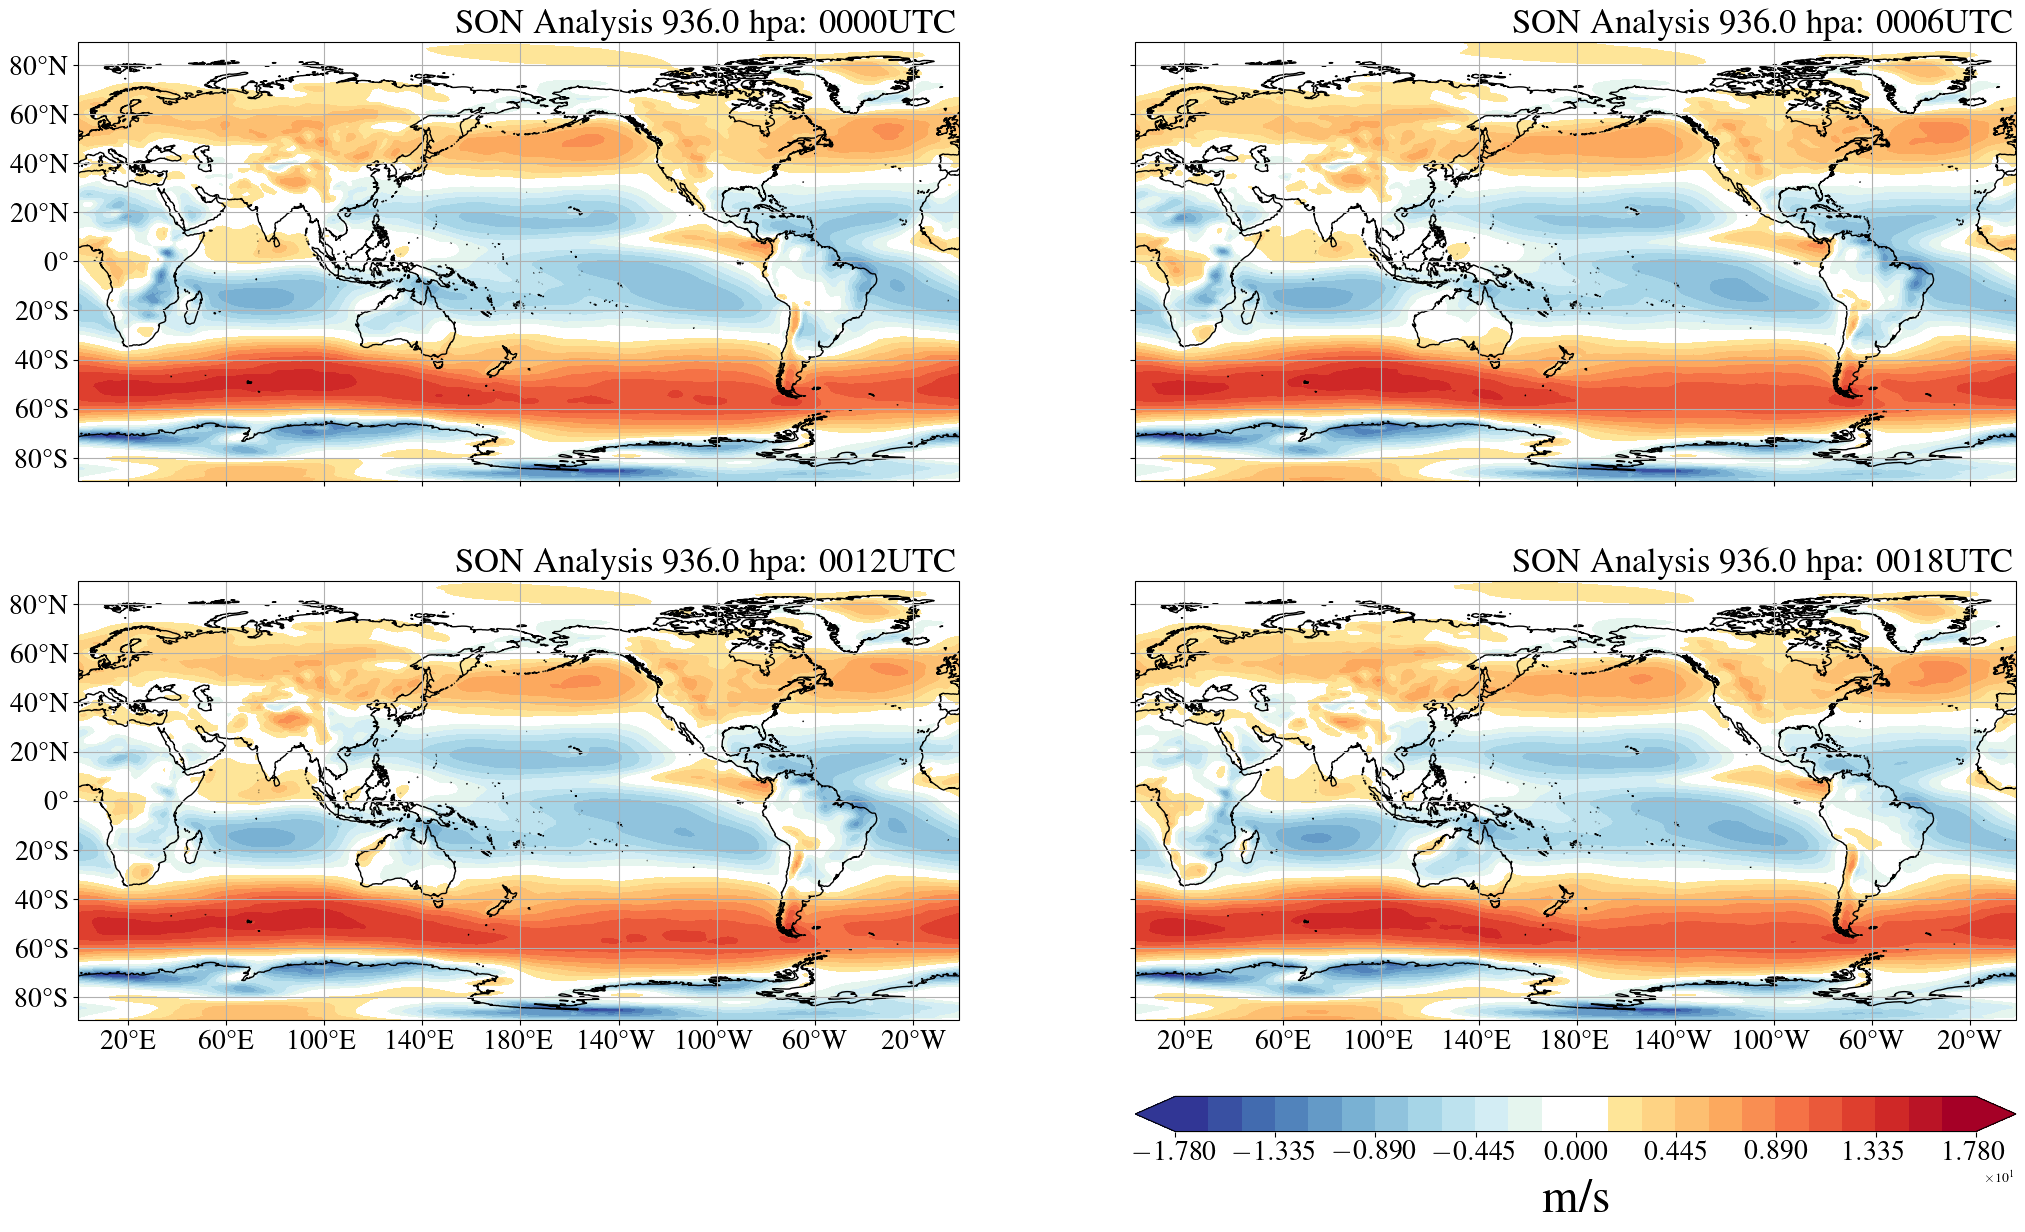 SON Analysis 936.0 hpa: 0000UTC
SON Analysis 936.0 hpa: 0006UTC
80°N
60°N
40°N
20°N
0°
20°S
40°S
60°S
80°S
SON Analysis 936.0 hpa: 0012UTC
SON Analysis 936.0 hpa: 0018UTC
80°N
60°N
40°N
20°N
0°
20°S
40°S
60°S
80°S
20°E 60°E 100°E 140°E 180°E 140°W 100°W 60°W 20°W
20°E 60°E 100°E 140°E 180°E 140°W 100°W 60°W 20°W
−1.780 −1.335 −0.890 −0.445 0.000 0.445 0.890 1.335 1.780
×10¹
m/s